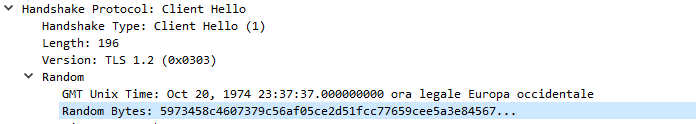 Handshake Protocol: Client Hello
Handshake Type: Client Hello (1)
Length: 196
Version: TLS 1.2 (0x0303)
Random
GMT Unix Time: Oct 20, 1974 23:37:37.000000000 ora legale Europa occidentale
Random Bytes: 5973458c4607379c56af05ce2d51fcc77659cee5a3e84567...